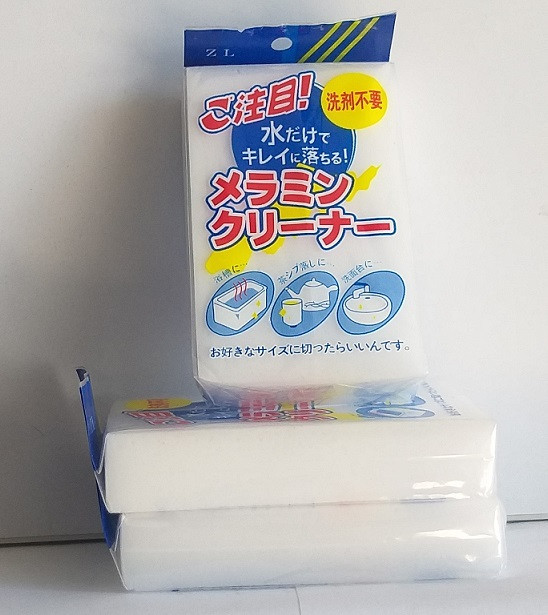 ZL
ご注目!
洗剤不要
水だけで
キレイに落ちる!
メラミン
クリーナー
浴槽に…
茶シブ落しに…
洗面台に…
お好きなサイズに切つたらいいんです。